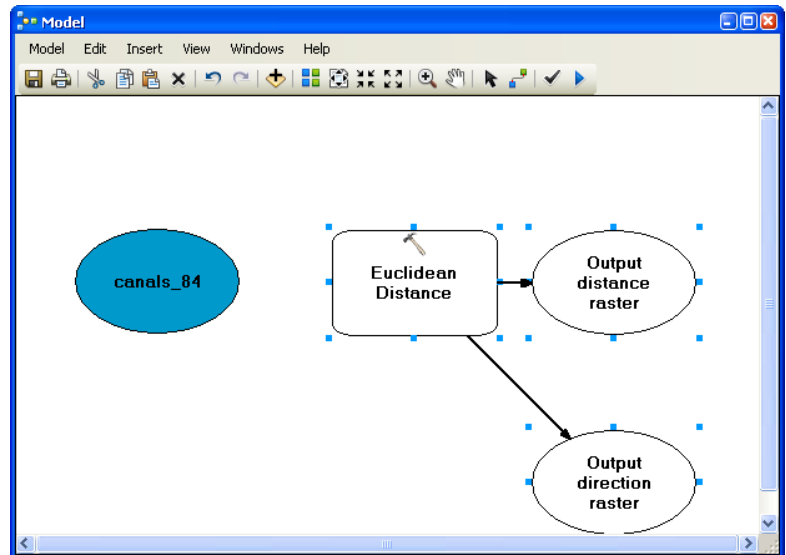 Model
Model Edit Insert View Windows Help
canals_84
Euclidean
Distance
Output
distance
raster
Output
direction
raster